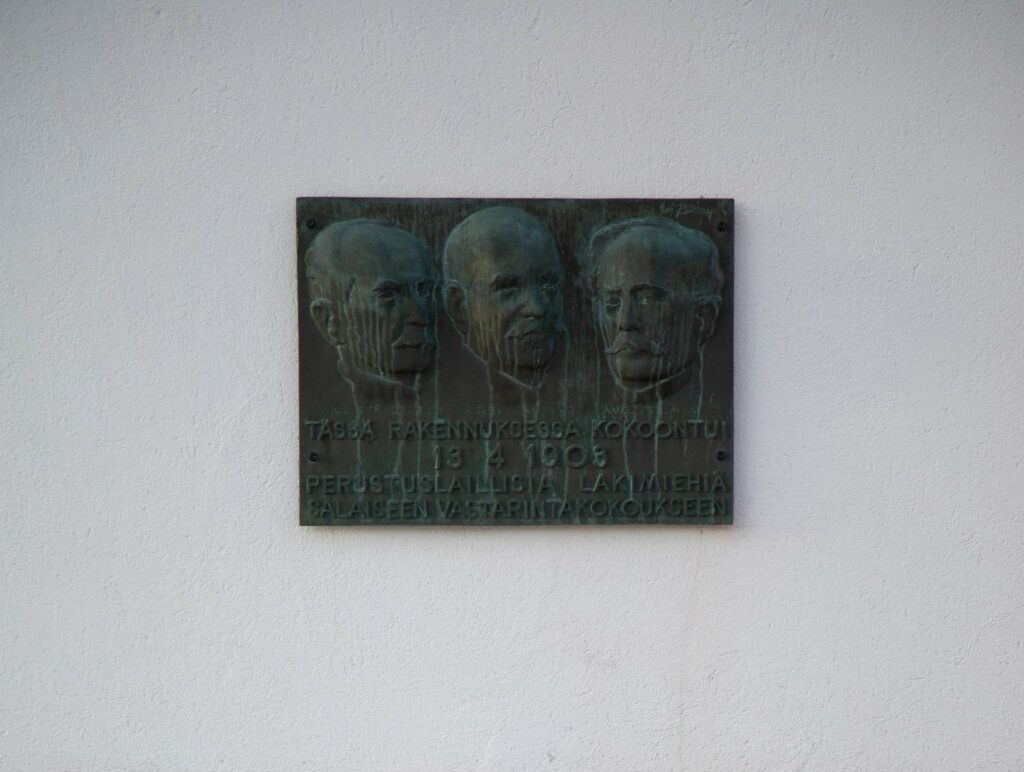 TÄSSÄ RAKENNUKSESSA KOKOONTUI
13 4 1903
PERUSTUSLAILLISIA LAKIMIEHIÄ
SALAISEEN VASTARINTAKOKOUKSEEN